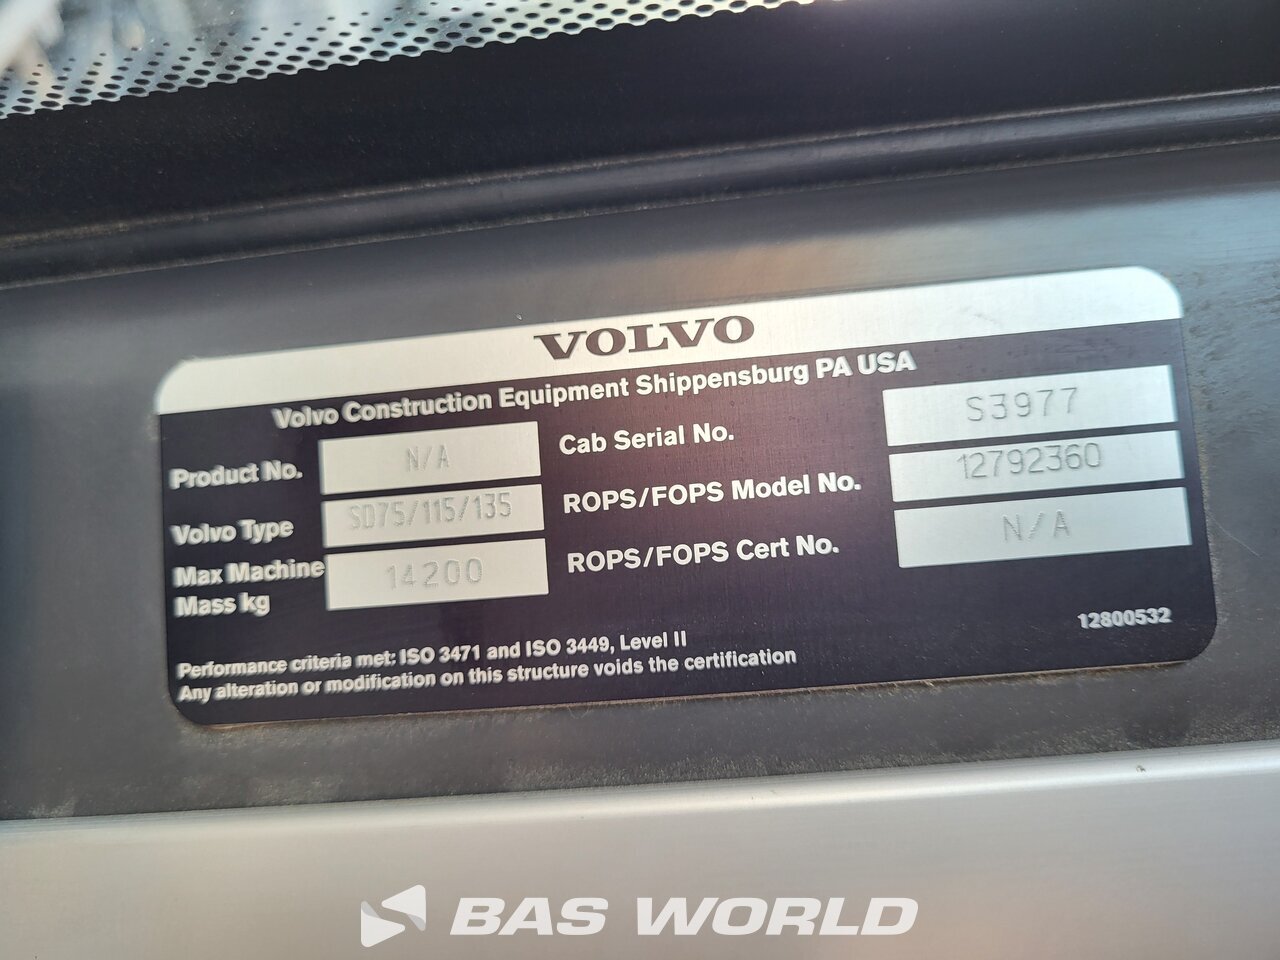 VOLVO
Volvo Construction Equipment Shippensburg PA USA
Product No. N/A
Volvo Type SD75/115/135
Max Machine Mass kg 14200
Cab Serial No. S3977
ROPS/FOPS Model No. 12792360
ROPS/FOPS Cert No. N/A
12800532
Performance criteria met: ISO 3471 and ISO 3449, Level II
Any alteration or modification on this structure voids the certification
BAS WORLD